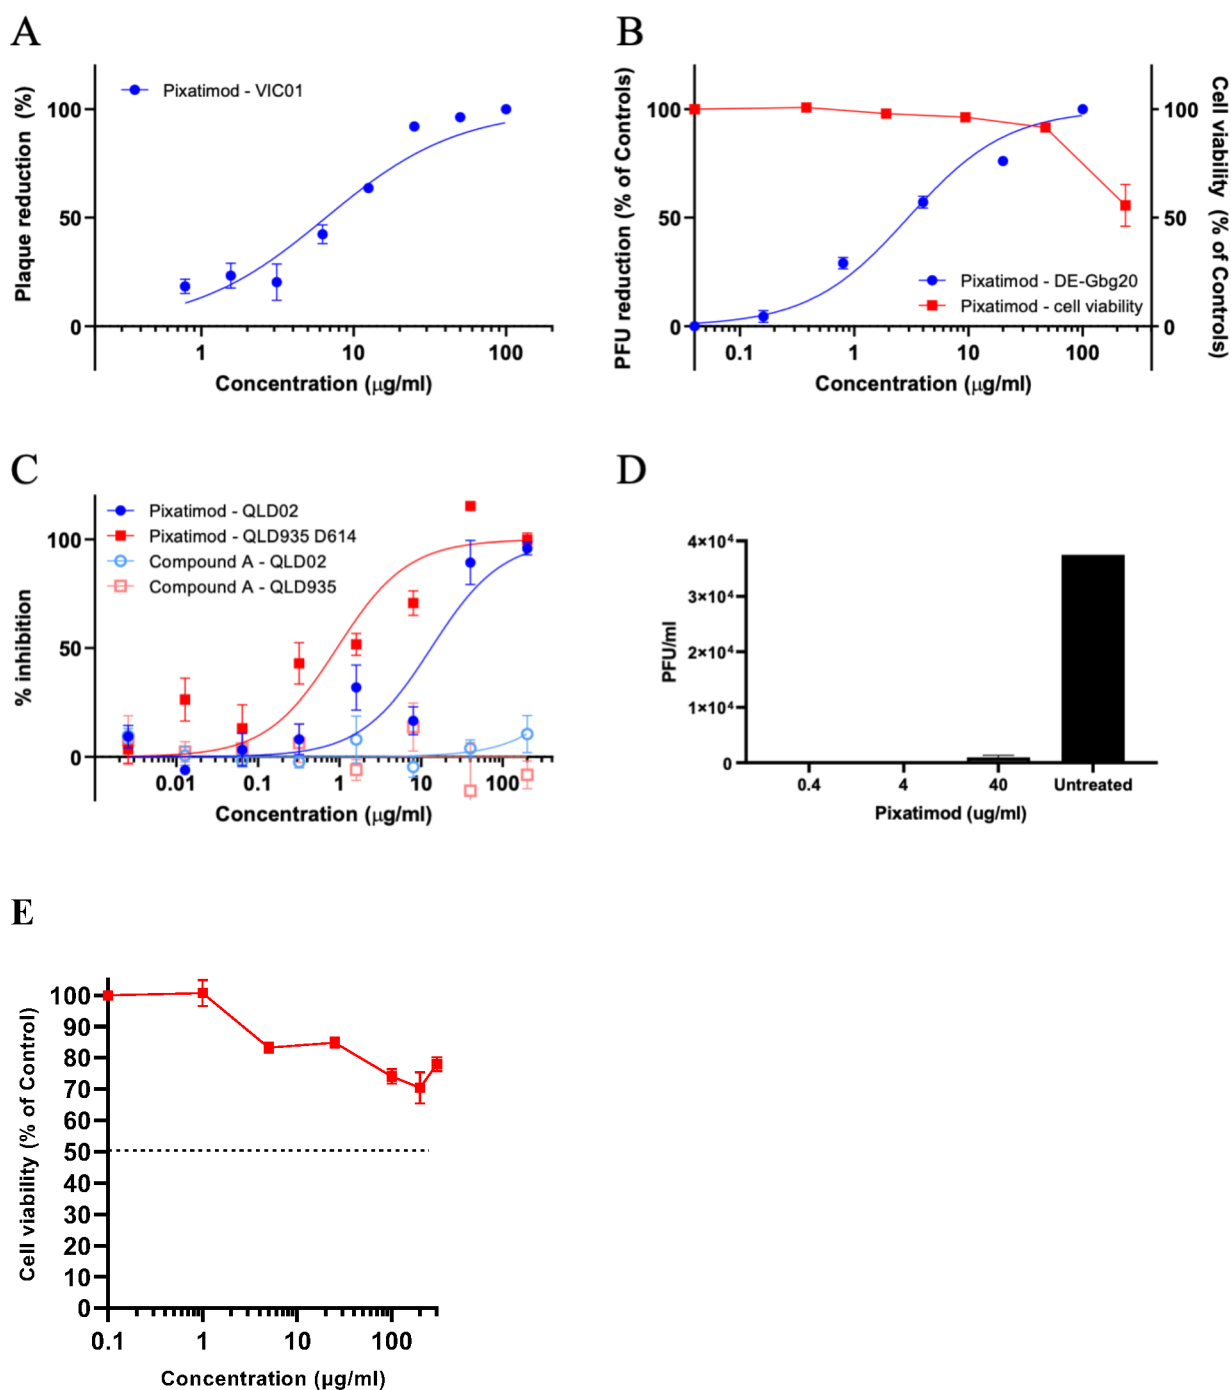 A
Plaque reduction (%)
100
50
0
Pixatimod - VIC01
1
10
100
Concentration (μg/ml)
B
PFU reduction (% of Controls)
100
50
0
Pixatimod - DE-Gbg20
Pixatimod - cell viability
100
50
0
Cell viability (% of Controls)
0.1
1
10
100
Concentration (μg/ml)
C
% inhibition
100
50
0
Pixatimod - QLD02
Pixatimod - QLD935 D614
Compound A - QLD02
Compound A - QLD935
0.01
0.1
1
10
100
Concentration (μg/ml)
D
PFU/ml
4×10⁴
3×10⁴
2×10⁴
1×10⁴
0
0.4
4
40
Untreated
Pixatimod (ug/ml)
E
Cell viability (% of Control)
100
90
80
70
60
50
40
30
20
10
0
0.1
1
10
100
Concentration (μg/ml)